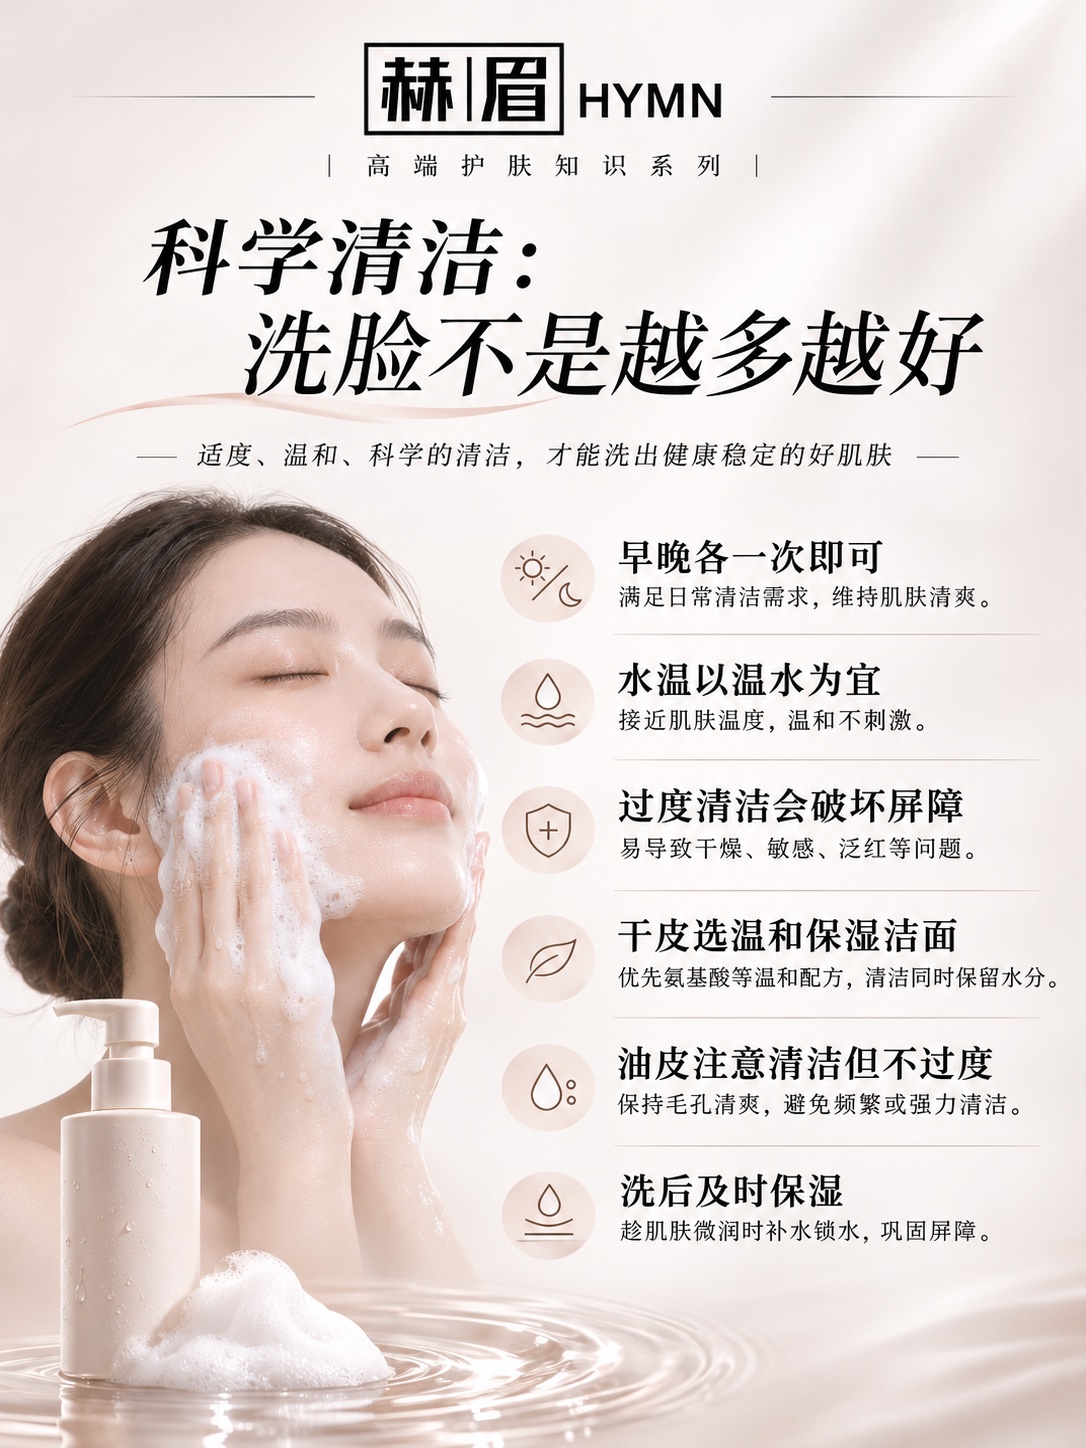 赫眉 HYMN
高端护肤知识系列
科学清洁：
洗脸不是越多越好
适度、温和、科学的清洁，才能洗出健康稳定的好肌肤
早晚各一次即可
满足日常清洁需求，维持肌肤清爽。
水温以温水为宜
接近肌肤温度，温和不刺激。
过度清洁会破坏屏障
易导致干燥、敏感、泛红等问题。
干皮选温和保湿洁面
优先氨基酸等温和配方，清洁同时保留水分。
油皮注意清洁但不过度
保持毛孔清爽，避免频繁或强力清洁。
洗后及时保湿
趁肌肤微润时补水锁水，巩固屏障。